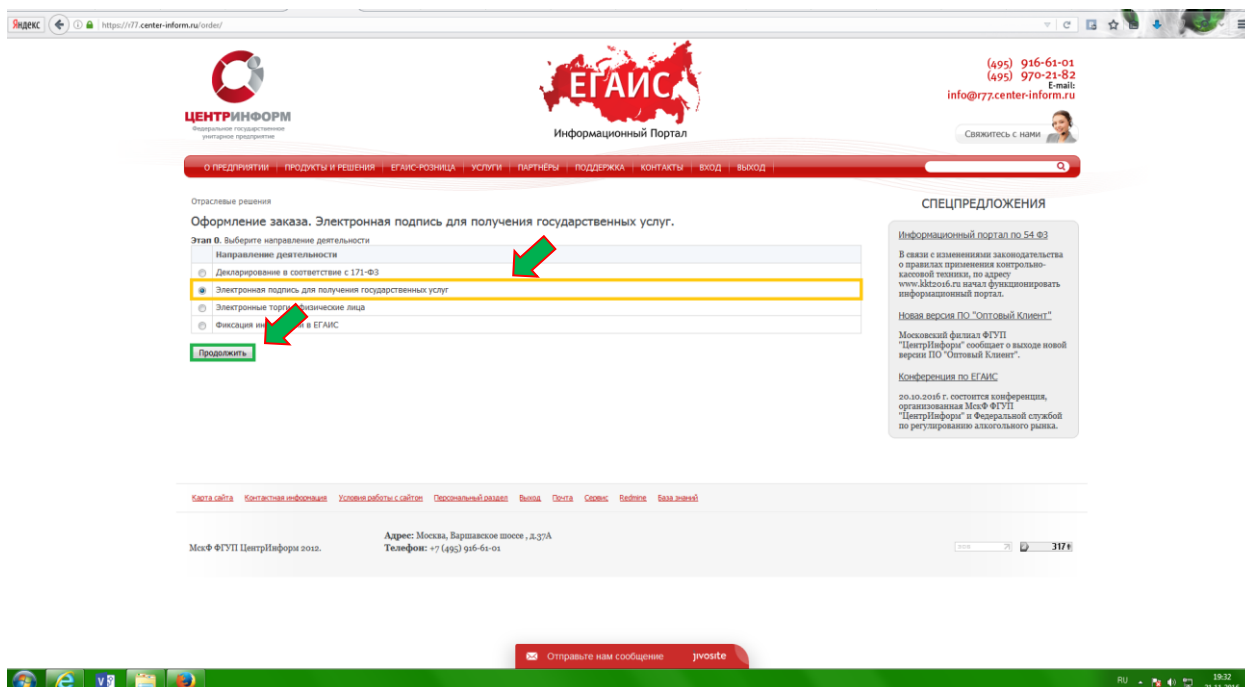 Яндекс
https://r77.center-inform.ru/order/
ЦЕНТРИНФОРМ
Федеральное государственное
унитарное предприятие
ЕГАИС
Информационный Портал
(495) 916-61-01
(495) 970-21-82
E-mail:
info@r77.center-inform.ru
Свяжитесь с нами
О ПРЕДПРИЯТИИ ПРОДУКТЫ И РЕШЕНИЯ ЕГАИС-РОЗНИЦА УСЛУГИ ПАРТНЁРЫ ПОДДЕРЖКА КОНТАКТЫ ВХОД ВЫХОД
Отраслевые решения
Оформление заказа. Электронная подпись для получения государственных услуг.
Этап 0. Выберите направление деятельности
Направление деятельности
Декларирование в соответствие с 171-ФЗ
Электронная подпись для получения государственных услуг
Электронные торги физические лица
Фиксация в ЕГАИС
Продолжить
СПЕЦПРЕДЛОЖЕНИЯ
Информационный портал по 54 ФЗ
В связи с изменениями законодательства
о правилах применения контрольно-
кассовой техники, по адресу
www.kkt2016.ru начал функционировать
информационный портал.
Новая версия ПО "Оптовый Клиент"
Московский филиал ФГУП
"ЦентрИнформ" сообщает о выходе новой
версии ПО "Оптовый Клиент".
Конференция по ЕГАИС
20.10.2016 г. состоится конференция,
организованная МскФ ФГУП
"ЦентрИнформ" и Федеральной службой
по регулированию алкогольного рынка.
Карта сайта Контактная информация Условия работы с сайтом Персональный раздел Выход Почта Сервис Redmine База знаний
МскФ ФГУП ЦентрИнформ 2012.
Адрес: Москва, Варшавское шоссе , д.37А
Телефон: +7 (495) 916-61-01
317
Отправьте нам сообщение jivosite
RU
19:32
21.11.2016